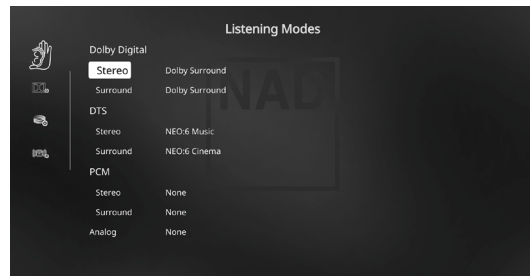 Listening Modes
Dolby Digital
Stereo Dolby Surround
Surround Dolby Surround
DTS
Stereo NEO:6 Music
Surround NEO:6 Cinema
PCM
Stereo None
Surround None
Analog None
NAD